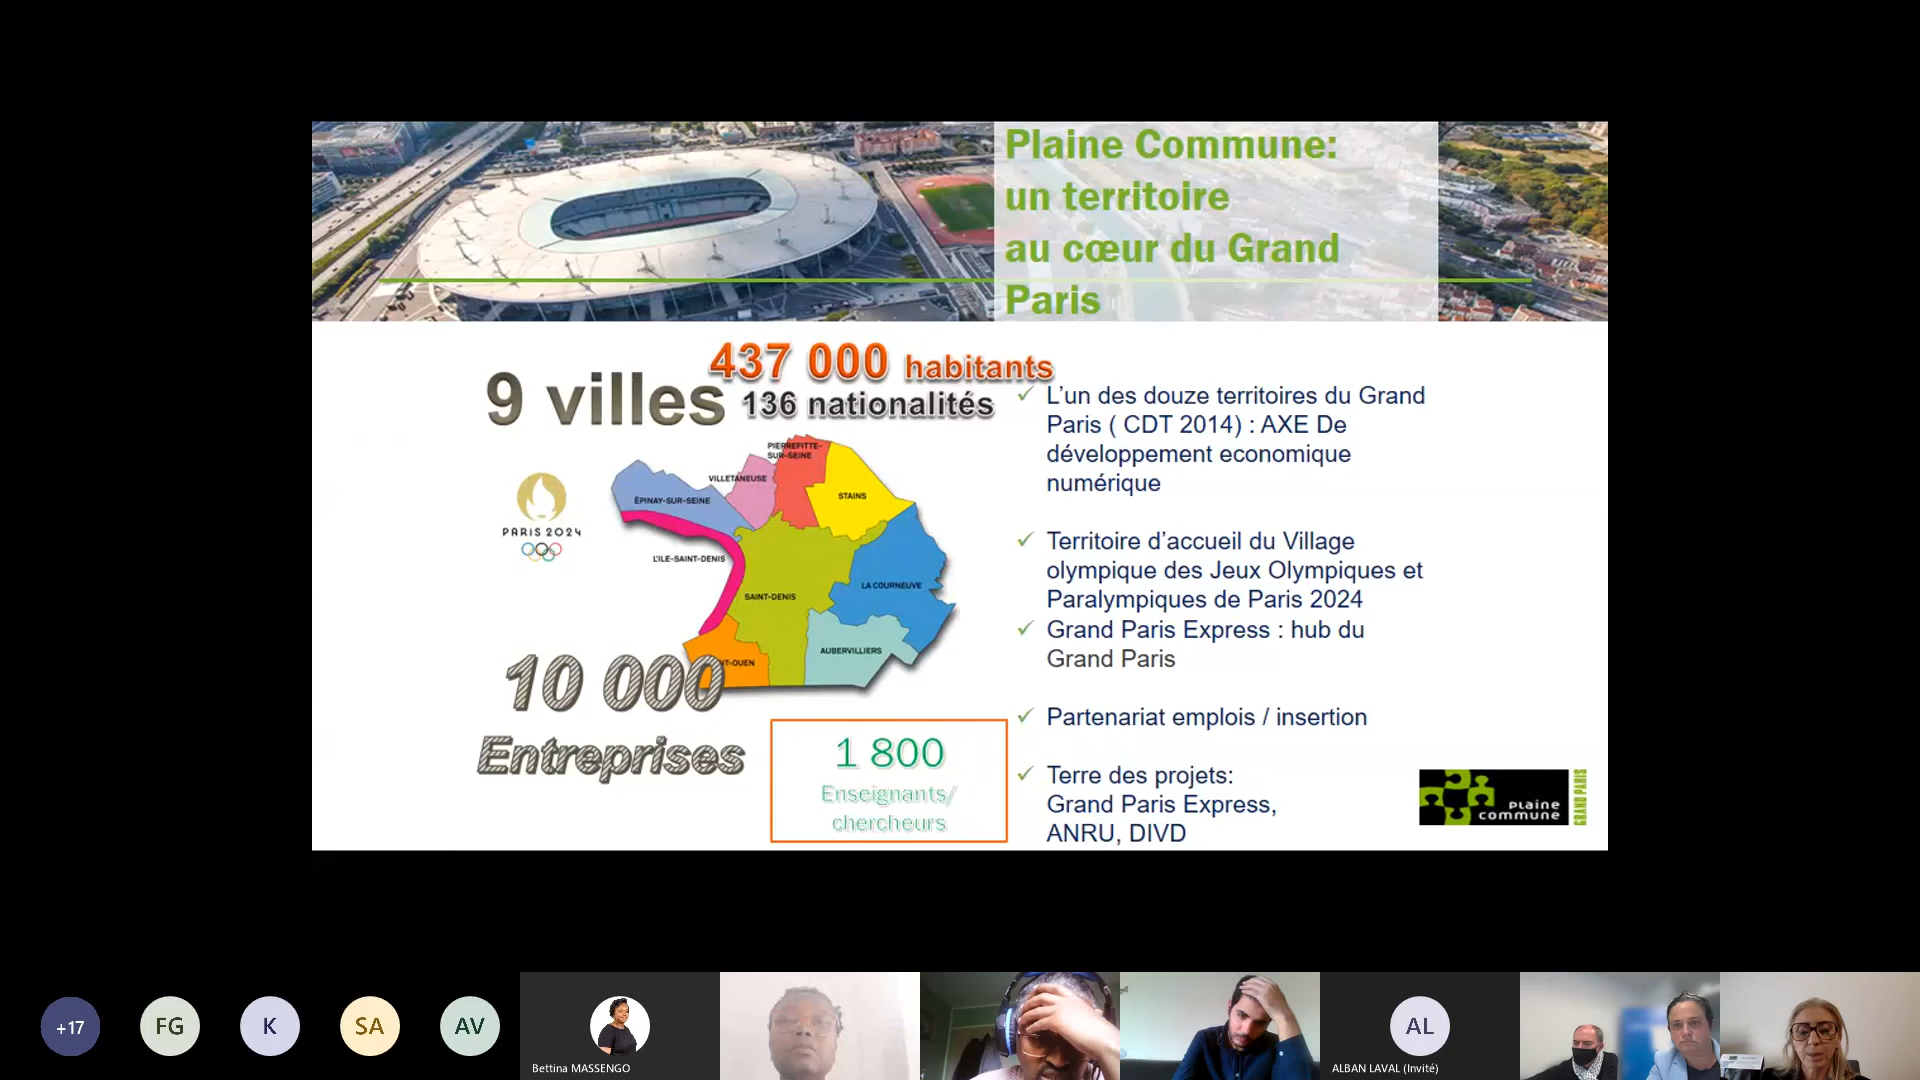 Plaine Commune:
un territoire
au cœur du Grand
Paris
437 000 habitants
9 villes
136 nationalités
PIERREFITTE-
SUR-SEINE
VILLETANEUSE
ÉPINAY-SUR-SEINE
STAINS
L'ILE-SAINT-DENIS
LA COURNEUVE
SAINT-DENIS
AUBERVILLIERS
NT-OUEN
PARIS 2024
10 000
Entreprises
1 800
Enseignants/
chercheurs
✓ L'un des douze territoires du Grand
Paris ( CDT 2014) : AXE De
développement economique
numérique
✓ Territoire d'accueil du Village
olympique des Jeux Olympiques et
Paralympiques de Paris 2024
✓ Grand Paris Express : hub du
Grand Paris
✓ Partenariat emplois / insertion
✓ Terre des projets:
Grand Paris Express,
ANRU, DIVD
plaine
commune
GRAND PARIS
+17
FG
K
SA
AV
Bettina MASSENGO
AL
ALBAN LAVAL (Invité)